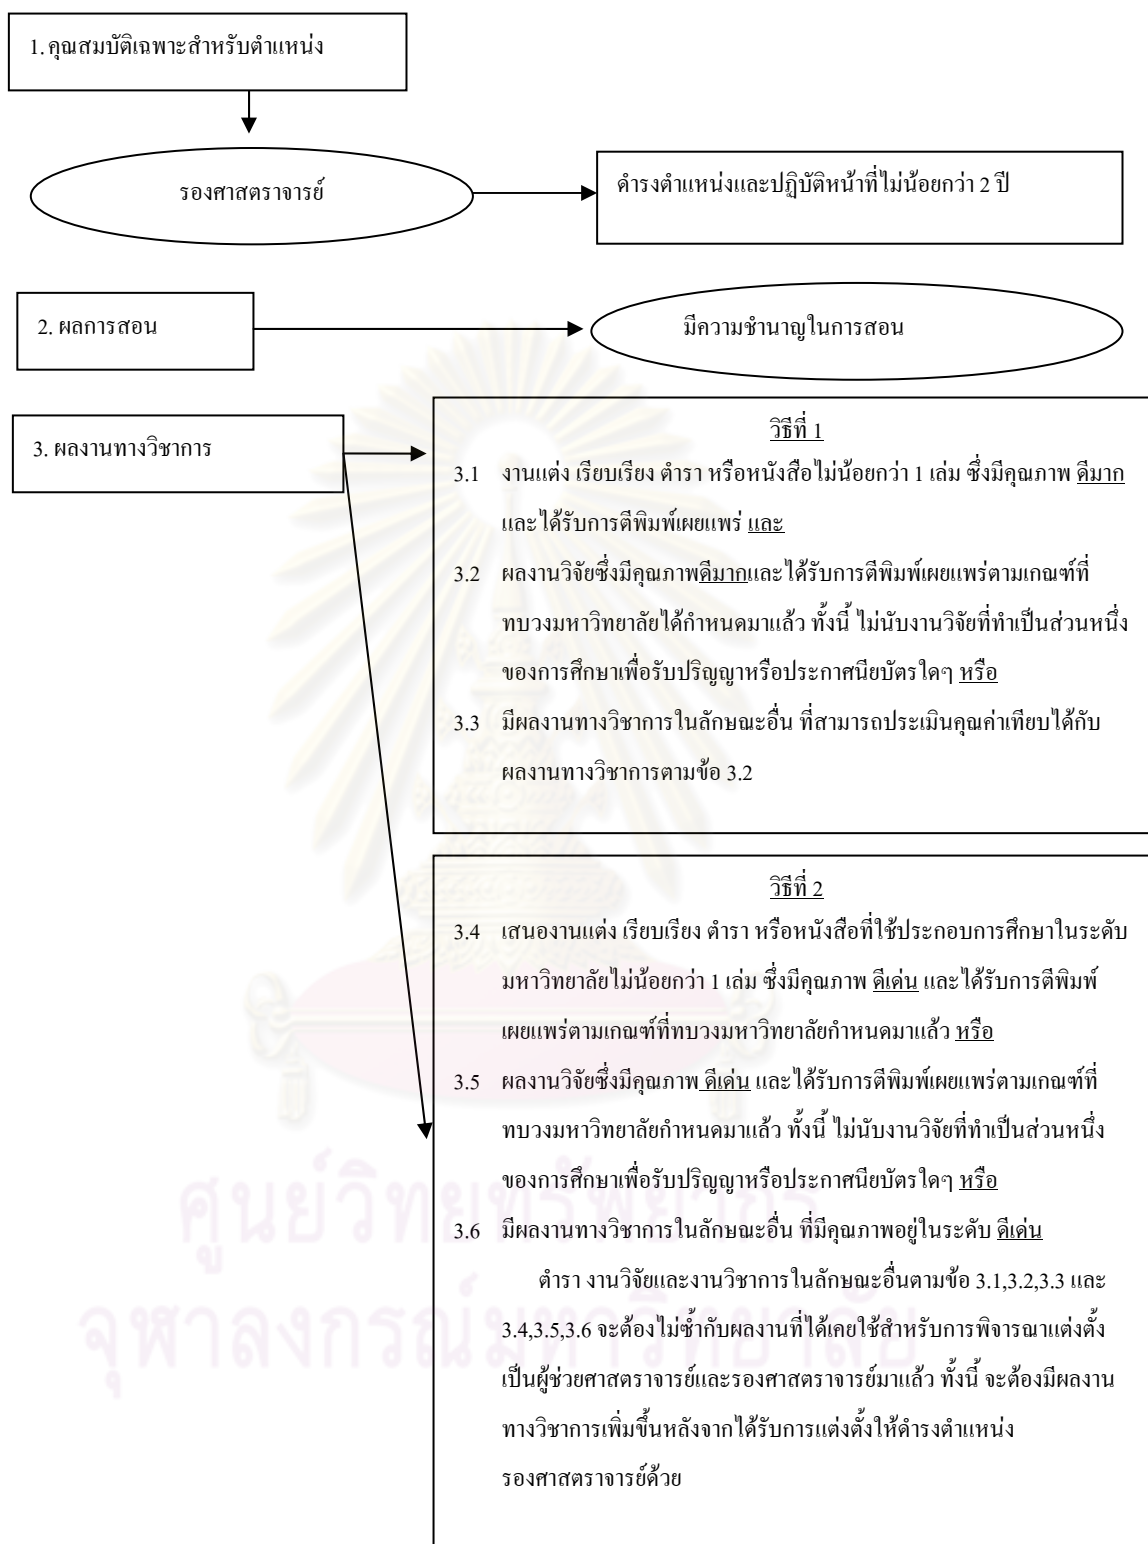 1. คุณสมบัติเฉพาะสำหรับตำแหน่ง
รองศาสตราจารย์
ดำรงตำแหน่งและปฏิบัติหน้าที่ไม่น้อยกว่า 2 ปี
2. ผลการสอน
มีความชำนาญในการสอน
3. ผลงานทางวิชาการ
วิธีที่ 1
3.1 งานแต่ง เรียบเรียง ตำรา หรือหนังสือไม่น้อยกว่า 1 เล่ม ซึ่งมีคุณภาพ ดีมาก
และได้รับการตีพิมพ์เผยแพร่ และ
3.2 ผลงานวิจัยซึ่งมีคุณภาพดีมากและได้รับการตีพิมพ์เผยแพร่ตามเกณฑ์ที่
ทบวงมหาวิทยาลัยได้กำหนดมาแล้ว ทั้งนี้ ไม่นับงานวิจัยที่ทำเป็นส่วนหนึ่ง
ของการศึกษาเพื่อรับปริญญาหรือประกาศนียบัตรใดๆ หรือ
3.3 มีผลงานทางวิชาการในลักษณะอื่น ที่สามารถประเมินคุณค่าเทียบได้กับ
ผลงานทางวิชาการตามข้อ 3.2
วิธีที่ 2
3.4 เสนองานแต่ง เรียบเรียง ตำรา หรือหนังสือที่ใช้ประกอบการศึกษาในระดับ
มหาวิทยาลัยไม่น้อยกว่า 1 เล่ม ซึ่งมีคุณภาพ ดีเด่น และได้รับการตีพิมพ์
เผยแพร่ตามเกณฑ์ที่ทบวงมหาวิทยาลัยกำหนดมาแล้ว หรือ
3.5 ผลงานวิจัยซึ่งมีคุณภาพ ดีเด่น และได้รับการตีพิมพ์เผยแพร่ตามเกณฑ์ที่
ทบวงมหาวิทยาลัยกำหนดมาแล้ว ทั้งนี้ ไม่นับงานวิจัยที่ทำเป็นส่วนหนึ่ง
ของการศึกษาเพื่อรับปริญญาหรือประกาศนียบัตรใดๆ หรือ
3.6 มีผลงานทางวิชาการในลักษณะอื่น ที่มีคุณภาพอยู่ในระดับ ดีเด่น
ตำรา งานวิจัยและงานวิชาการในลักษณะอื่นตามข้อ 3.1,3.2,3.3 และ
3.4,3.5,3.6 จะต้องไม่ซ้ำกับผลงานที่ได้เคยใช้สำหรับการพิจารณาแต่งตั้ง
เป็นผู้ช่วยศาสตราจารย์และรองศาสตราจารย์มาแล้ว ทั้งนี้ จะต้องมีผลงาน
ทางวิชาการเพิ่มขึ้นหลังจากได้รับการแต่งตั้งให้ดำรงตำแหน่ง
รองศาสตราจารย์ด้วย
ศูนย์วิทยทรัพยากร
จุฬาลงกรณ์มหาวิทยาลัย